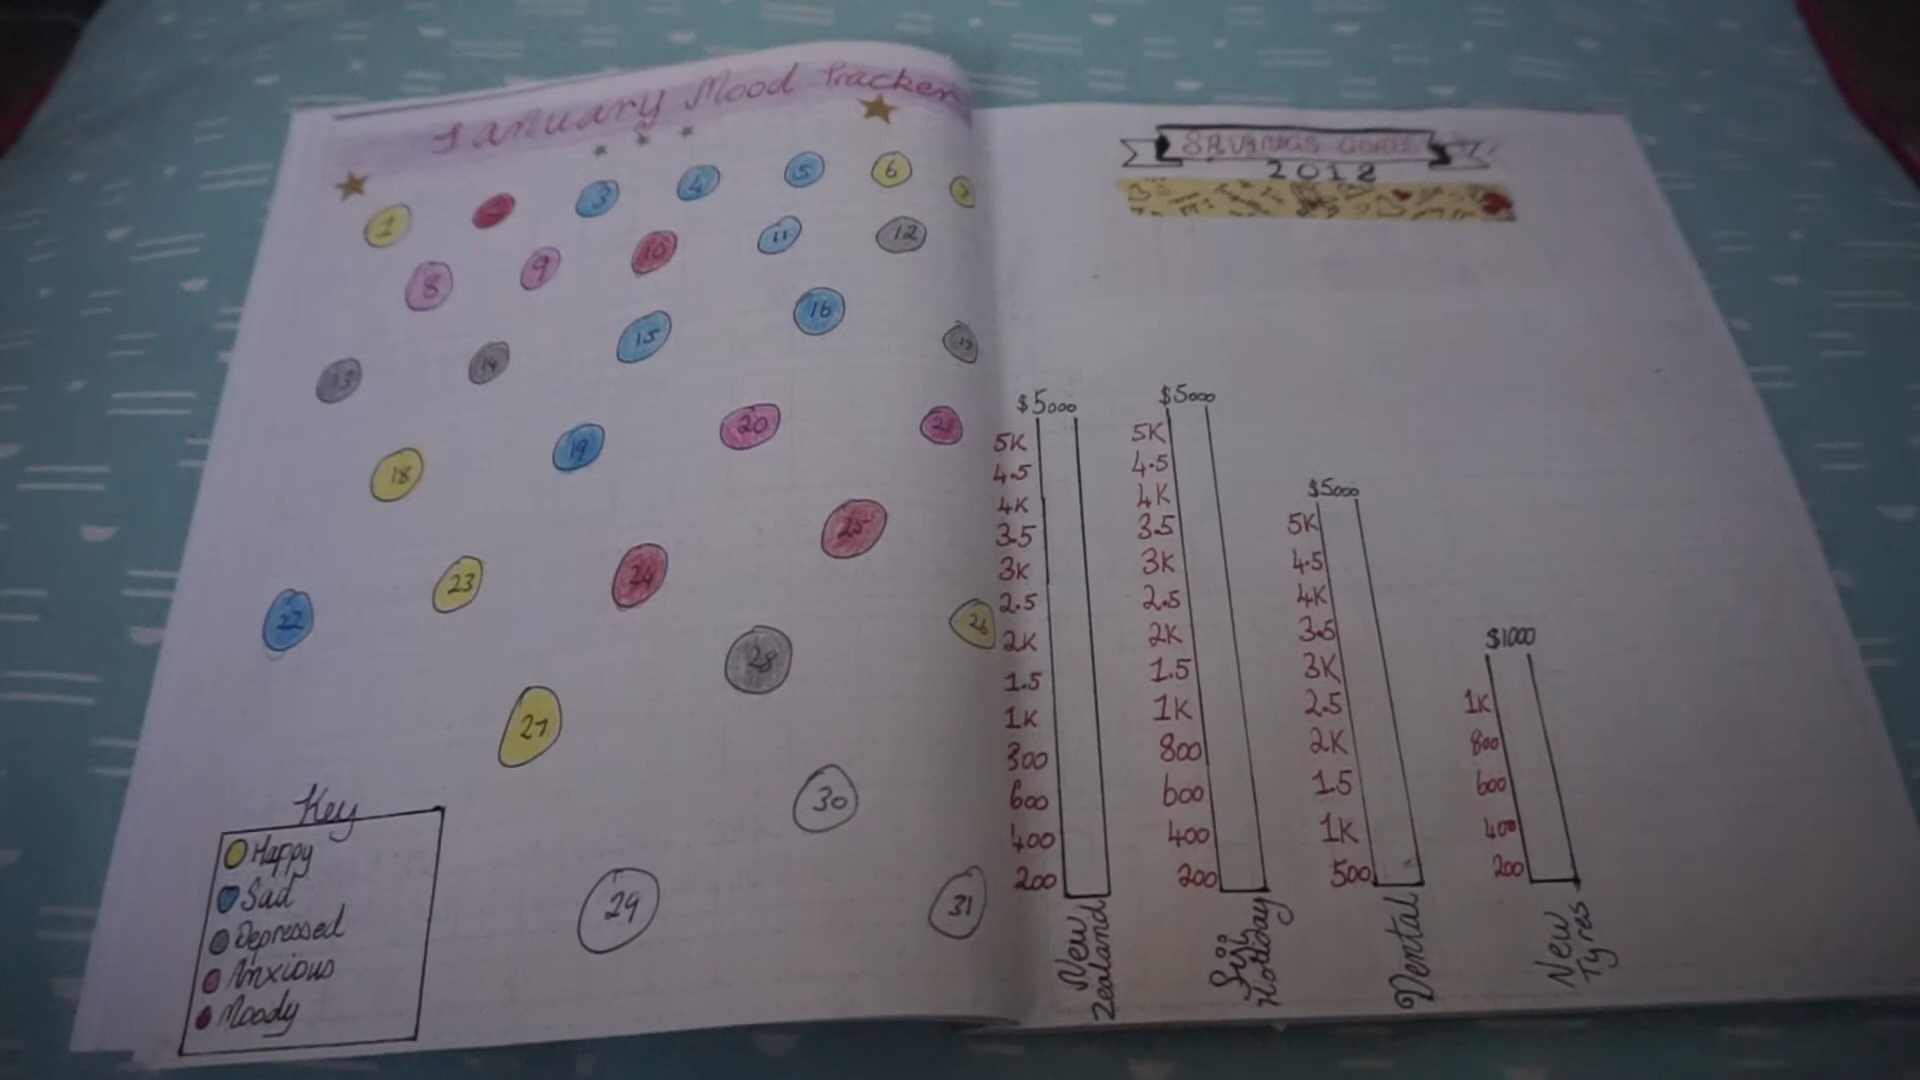 January Mood Tracker
1 2 3 4 5 6 7
8 9 10 11 12
13 14 15 16 17
18 19 20 21
22 23 24 25 26
27 28
29 30 31
Key
Happy
Sad
Depressed
Anxious
Moody
SAVINGS GOALS
2018
$5000
5K
4.5
4K
3.5
3K
2.5
2K
1.5
1K
800
600
400
200
New
Zealand
$5000
5K
4.5
4K
3.5
3K
2.5
2K
1.5
1K
800
600
400
200
Fiji
Holliday
$5000
5K
4.5
4K
3.5
3K
2.5
2K
1.5
1K
500
Dental
$1000
1K
800
600
400
200
New
Tyres